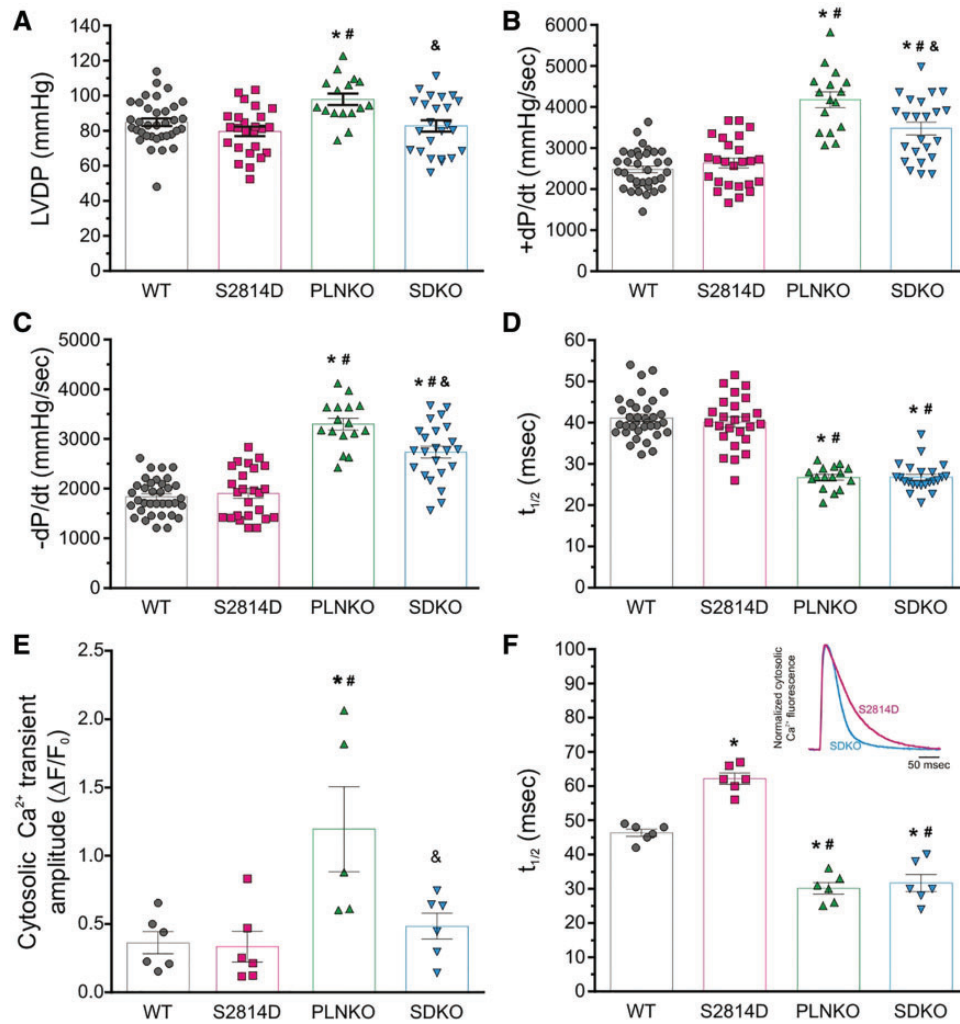 A
LVDP (mmHg)
140
120
100
80
60
40
20
0
* #
&
WT S2814D PLNKO SDKO
B
+dP/dt (mmHg/sec)
6000
5000
4000
3000
2000
1000
0
* #
* # &
WT S2814D PLNKO SDKO
C
-dP/dt (mmHg/sec)
5000
4000
3000
2000
1000
0
* #
* # &
WT S2814D PLNKO SDKO
D
t1/2 (msec)
60
50
40
30
20
10
0
* #
* #
WT S2814D PLNKO SDKO
E
Cytosolic Ca2+ transient
amplitude (ΔF/F0)
2.5
2.0
1.5
1.0
0.5
0.0
* #
&
WT S2814D PLNKO SDKO
F
t1/2 (msec)
100
90
80
70
60
50
40
30
20
10
0
*
* #
* #
Normalized cytosolic
Ca2+ fluorescence
S2814D
SDKO
50 msec
WT S2814D PLNKO SDKO